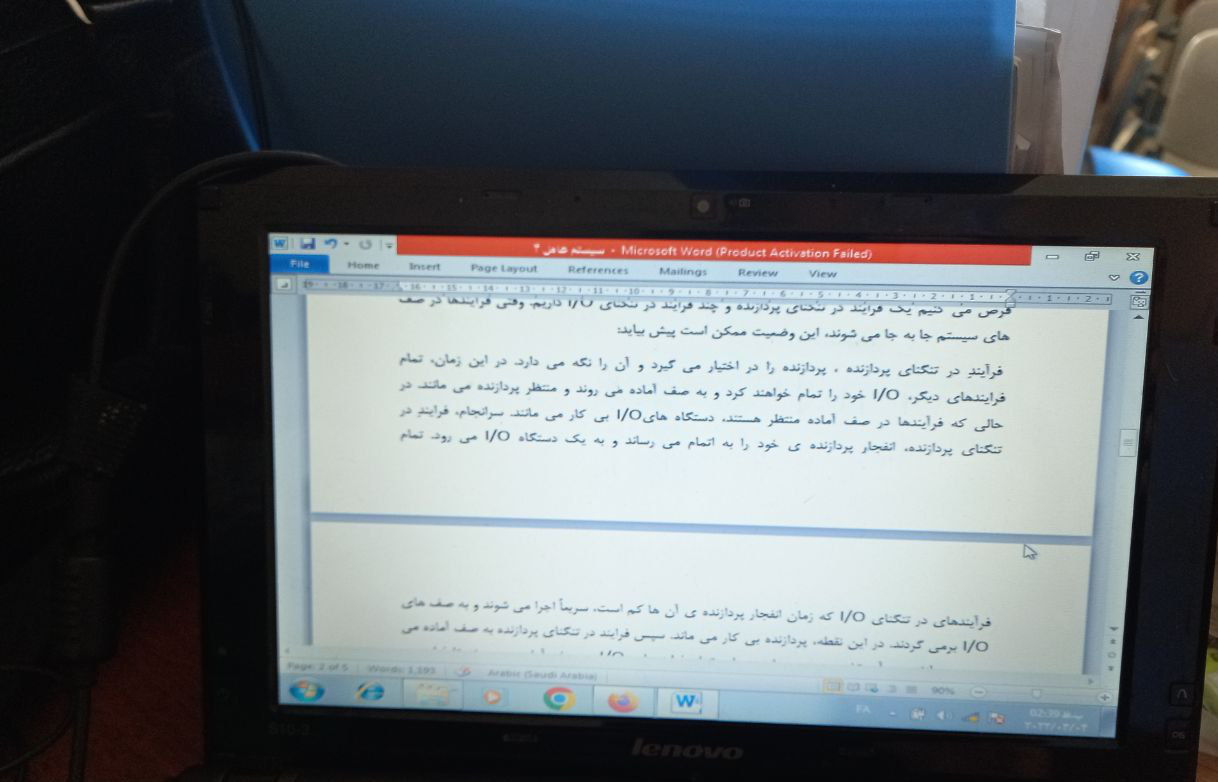 سیستم عامل ۴ - Microsoft Word (Product Activation Failed)
File Home Insert Page Layout References Mailings Review View
فرض می کنیم یک فرایند در تنگنای پردازنده و چند فرایند در تنگنای I/O داریم. وقتی فرایندها در صف
های سیستم جا به جا می شوند، این وضعیت ممکن است پیش بیاید:
فرآیند در تنگنای پردازنده ، پردازنده را در اختیار می گیرد و آن را نگه می دارد. در این زمان، تمام
فرایندهای دیگر، I/O خود را تمام خواهند کرد و به صف آماده می روند و منتظر پردازنده می مانند. در
حالی که فرآیندها در صف آماده منتظر هستند، دستگاه هایI/O بی کار می مانند. سرانجام، فرایند در
تنگنای پردازنده، انفجار پردازنده ی خود را به اتمام می رساند و به یک دستگاه I/O می رود. تمام
فرآیندهای در تنگنای I/O که زمان انفجار پردازنده ی آن ها کم است، سریعاً اجرا می شوند و به صف های
I/O برمی گردند. در این نقطه، پردازنده بی کار می ماند. سپس فرایند در تنگنای پردازنده به صف آماده می
Page: 2 of 5 Words: 1,193 Arabic (Saudi Arabia) 90%
FA 02:39
S10-3 lenovo